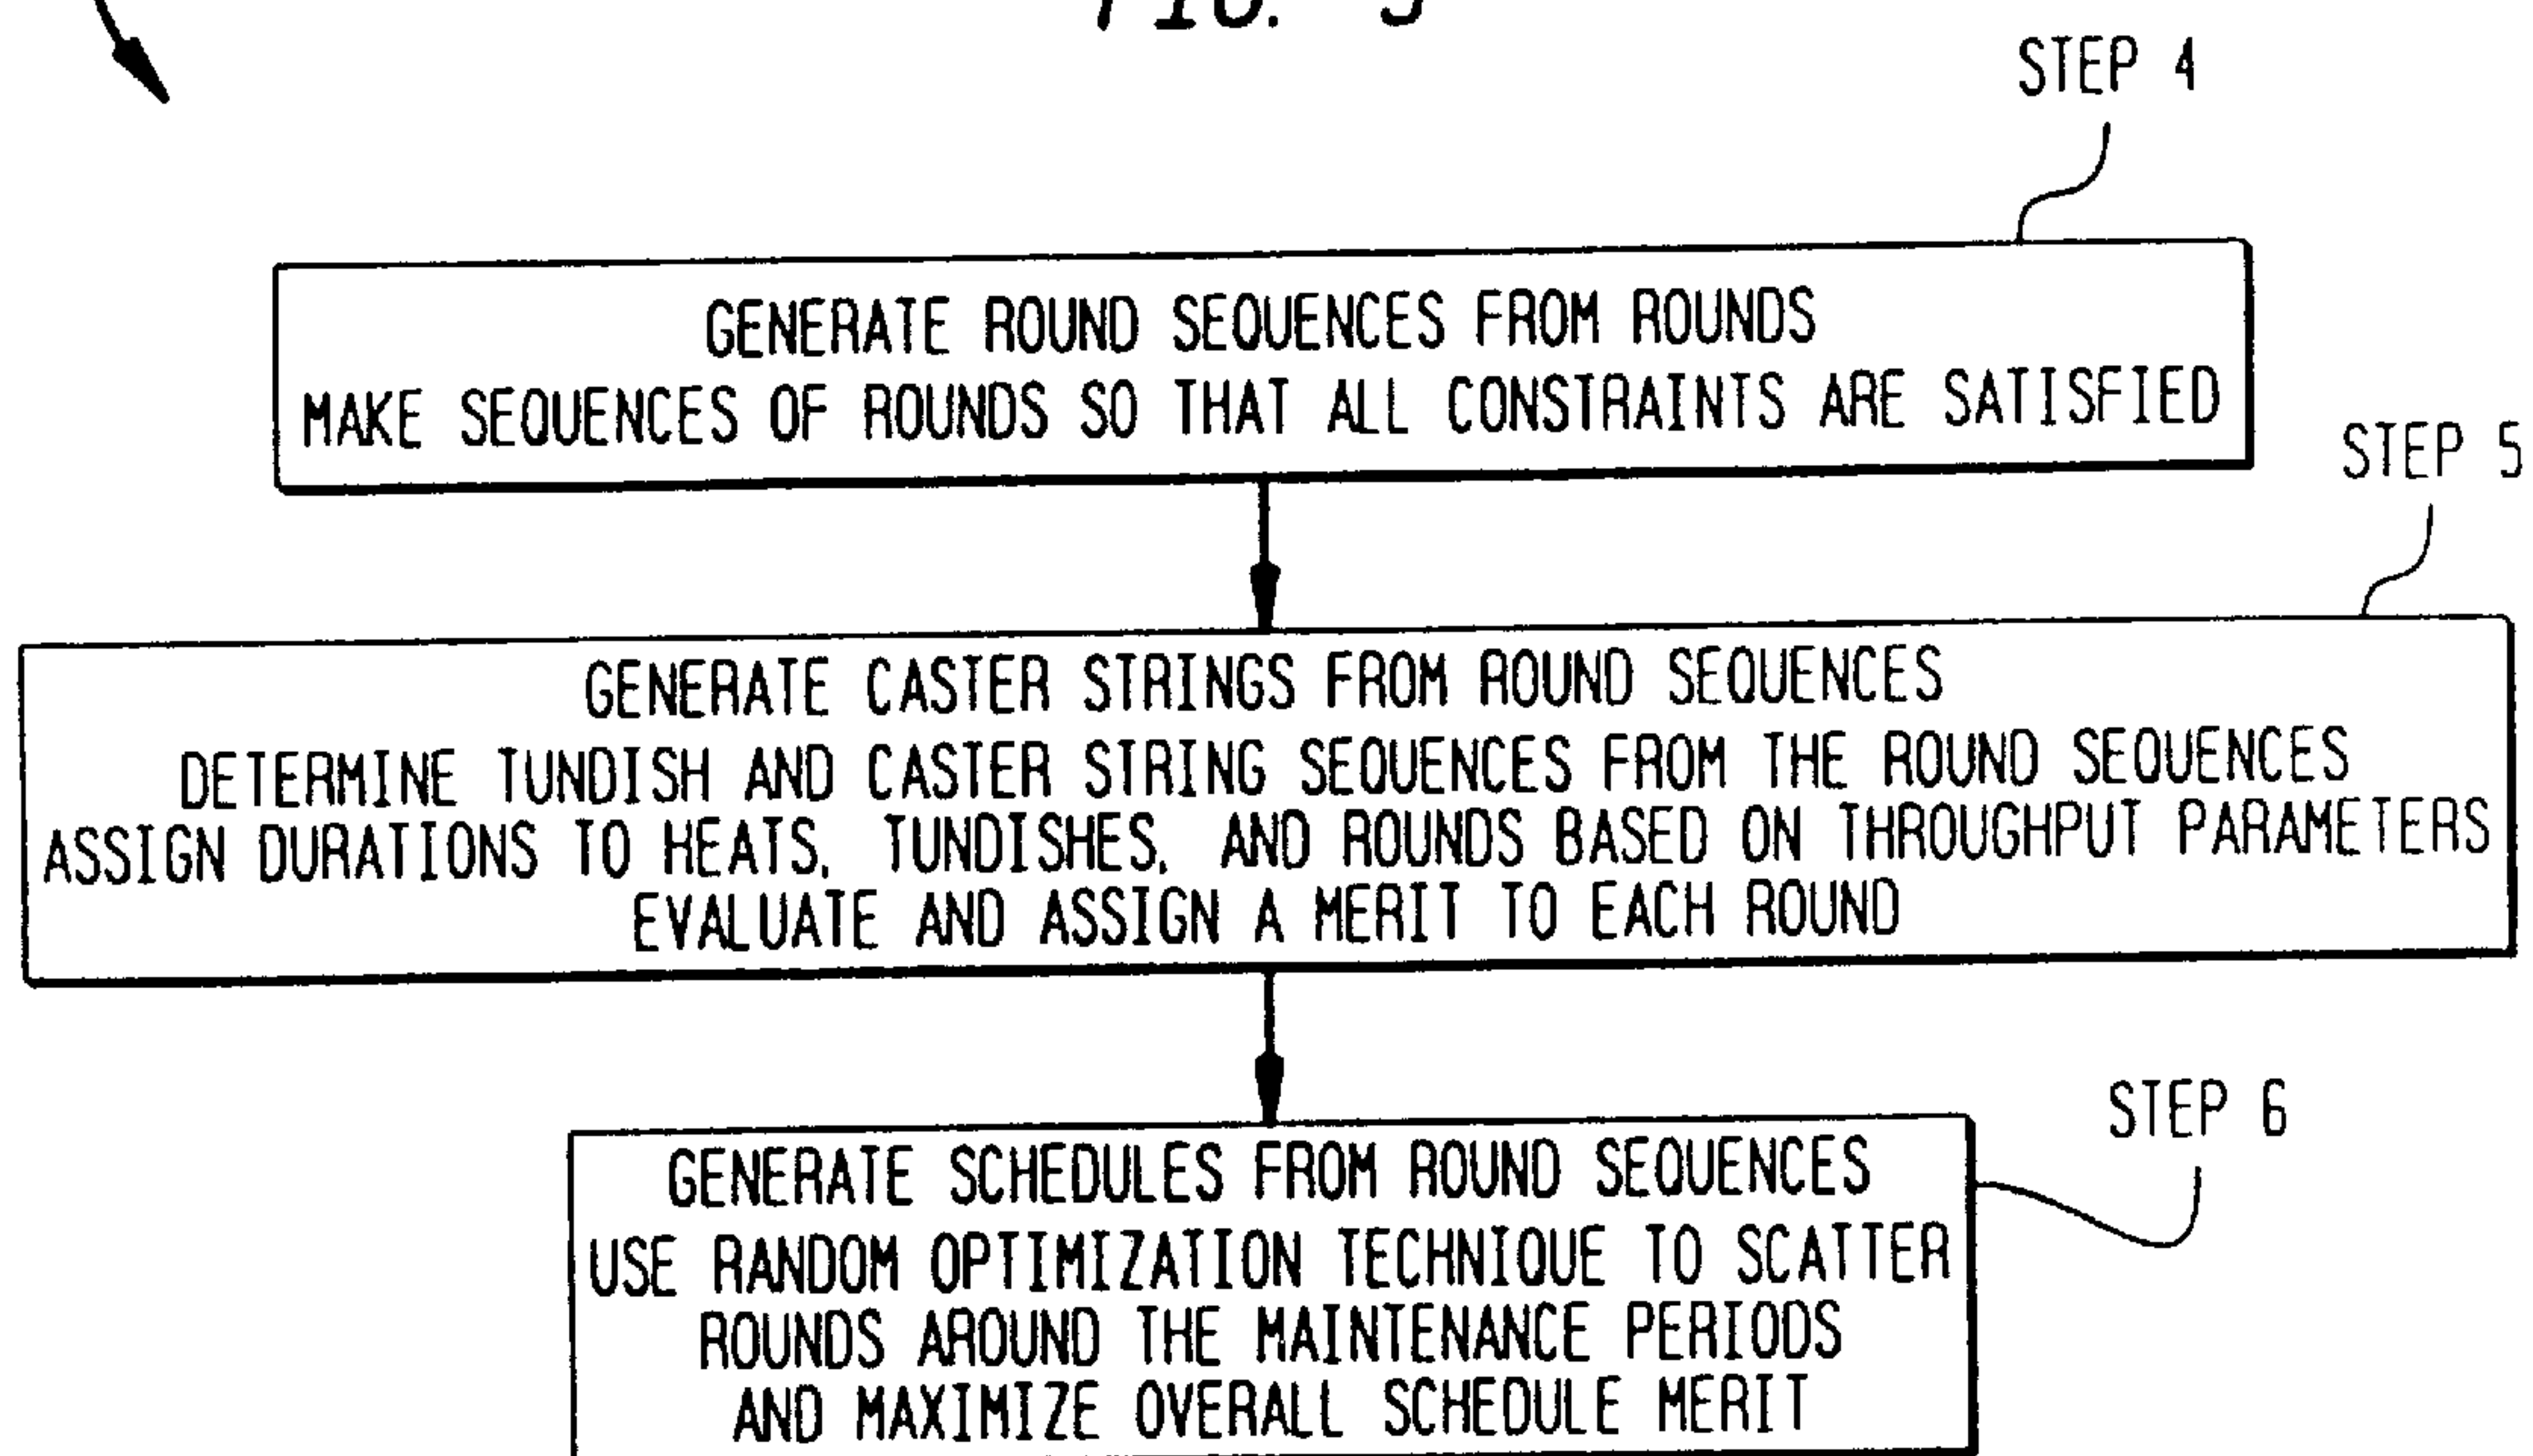 FIG. 5
STEP 4
GENERATE ROUND SEQUENCES FROM ROUNDS
MAKE SEQUENCES OF ROUNDS SO THAT ALL CONSTRAINTS ARE SATISFIED
STEP 5
GENERATE CASTER STRINGS FROM ROUND SEQUENCES
DETERMINE TUNDISH AND CASTER STRING SEQUENCES FROM THE ROUND SEQUENCES
ASSIGN DURATIONS TO HEATS, TUNDISHES, AND ROUNDS BASED ON THROUGHPUT PARAMETERS
EVALUATE AND ASSIGN A MERIT TO EACH ROUND
STEP 6
GENERATE SCHEDULES FROM ROUND SEQUENCES
USE RANDOM OPTIMIZATION TECHNIQUE TO SCATTER
ROUNDS AROUND THE MAINTENANCE PERIODS
AND MAXIMIZE OVERALL SCHEDULE MERIT